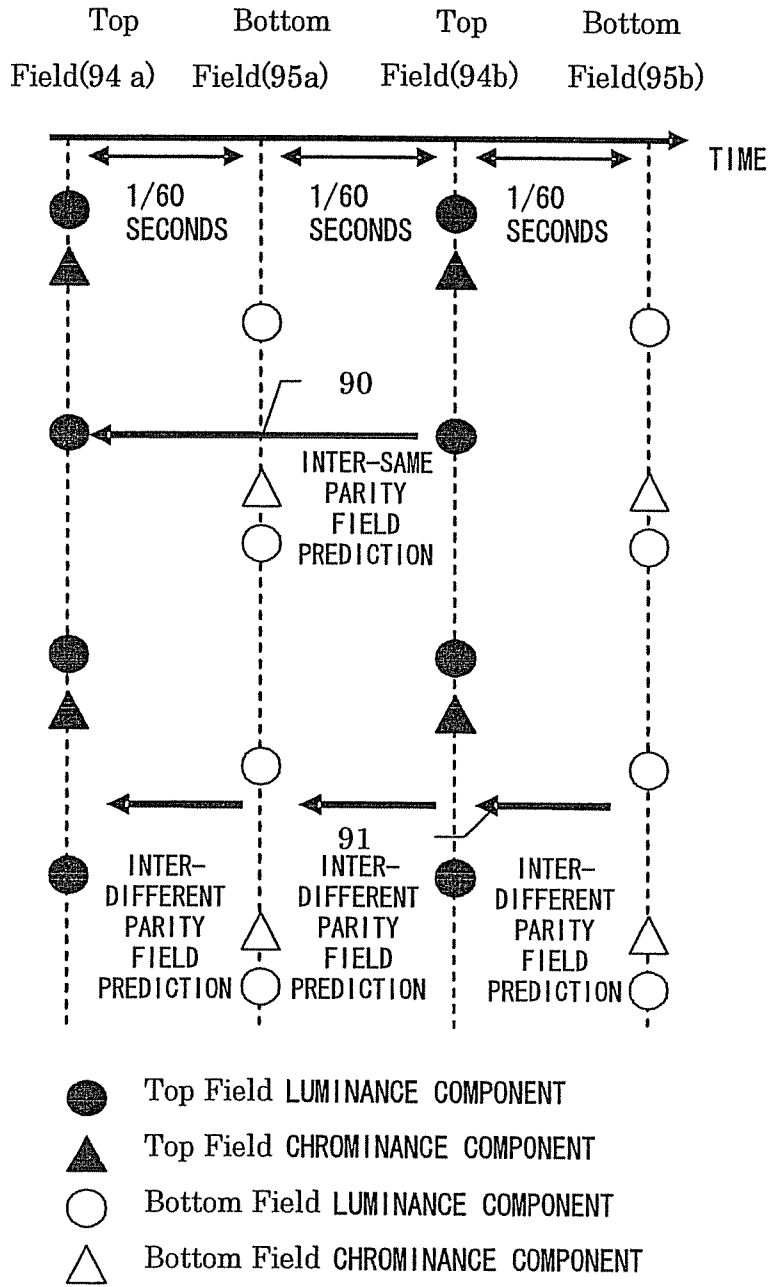 Top Bottom Top Bottom
Field(94 a) Field(95a) Field(94b) Field(95b)
TIME
1/60 1/60 1/60
SECONDS SECONDS SECONDS
90
INTER-SAME
PARITY
FIELD
PREDICTION
91
INTER- INTER- INTER-
DIFFERENT DIFFERENT DIFFERENT
PARITY PARITY PARITY
FIELD FIELD FIELD
PREDICTION PREDICTION PREDICTION
Top Field LUMINANCE COMPONENT
Top Field CHROMINANCE COMPONENT
Bottom Field LUMINANCE COMPONENT
Bottom Field CHROMINANCE COMPONENT